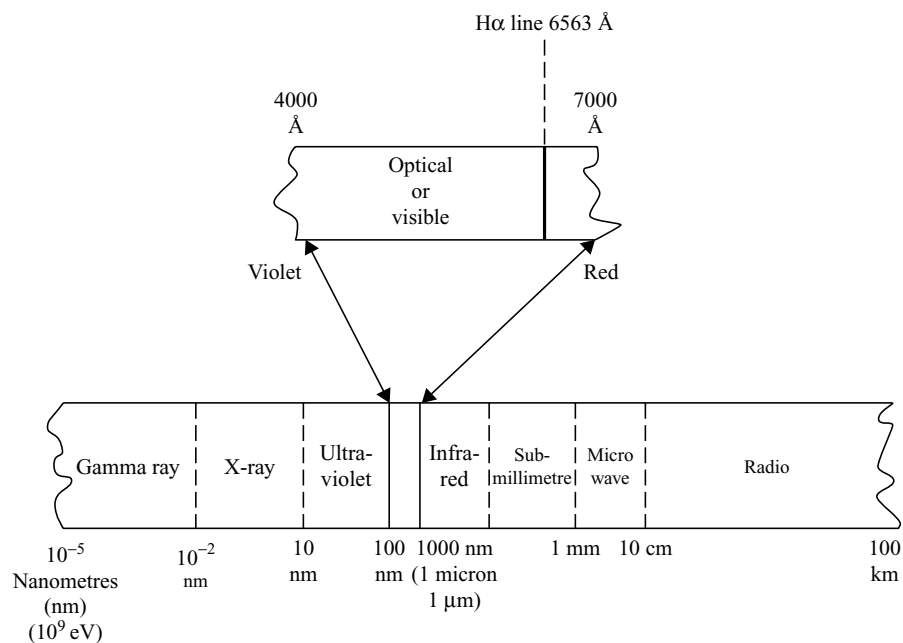 Hα line 6563 Å
4000
Å
7000
Å
Optical
or
visible
Violet
Red
Gamma ray
X-ray
Ultra-
violet
Infra-
red
Sub-
millimetre
Micro
wave
Radio
10⁻⁵
Nanometres
(nm)
(10⁹ eV)
10⁻²
nm
10
nm
100
nm
1000 nm
(1 micron
1 μm)
1 mm
10 cm
100
km